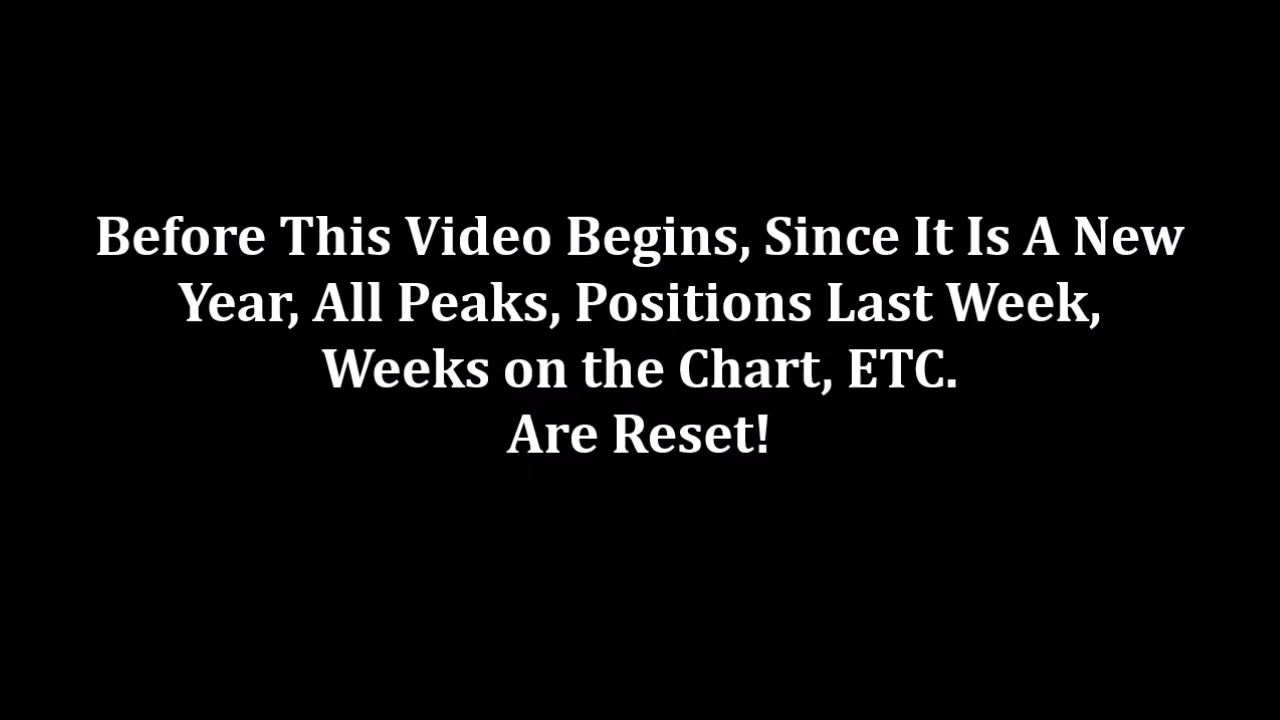 Before This Video Begins, Since It Is A New
Year, All Peaks, Positions Last Week,
Weeks on the Chart, ETC.
Are Reset!